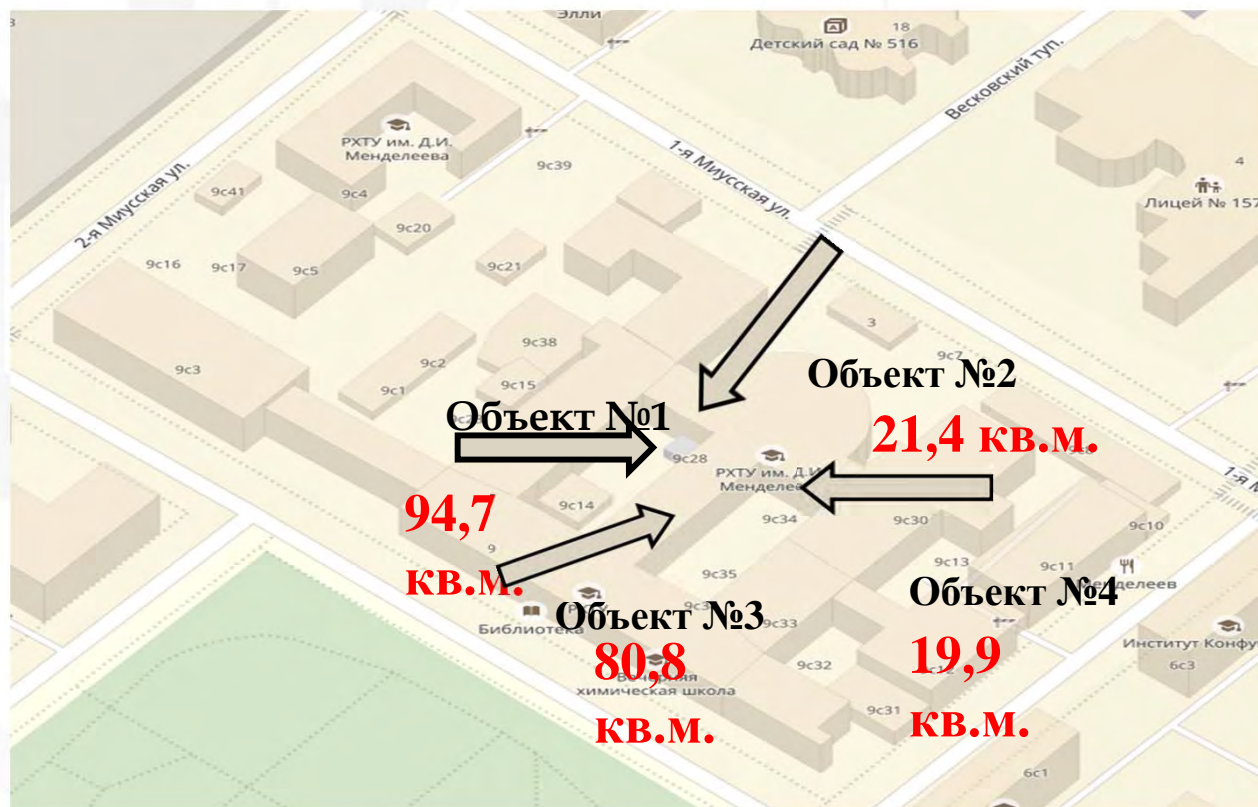 Элли
18
Детский сад № 516
Весковский туп.
РХТУ им. Д.И.
Менделеева
9с39
1-я Миусская ул.
4
Лицей № 157
2-я Миусская ул.
9с41
9с4
9с20
9с16
9с17
9с5
9с21
3
9с3
9с38
9с2
9с7
9с1
9с15
Объект №2
Объект №1
21,4 кв.м.
9с28
РХТУ им. Д.И.
9с8
94,7
кв.м.
9с14
9с34
9с30
9с10
9
9с35
9с13
9с11
Объект №4
Библиотека
Объект №3
9с33
Институт Конфу
80,8
кв.м.
19,9
кв.м.
9с32
6с3
химическая школа
9с31
6с1